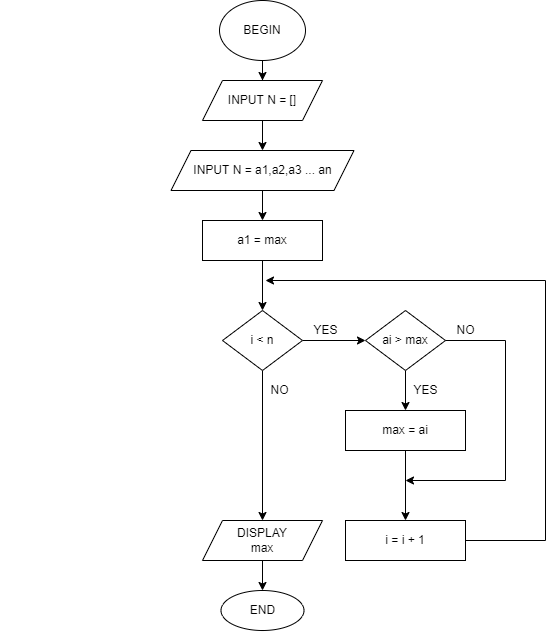 BEGIN
INPUT N = []
INPUT N = a1,a2,a3 ... an
a1 = max
i < n
YES
ai > max
NO
NO
YES
max = ai
DISPLAY
max
i = i + 1
END